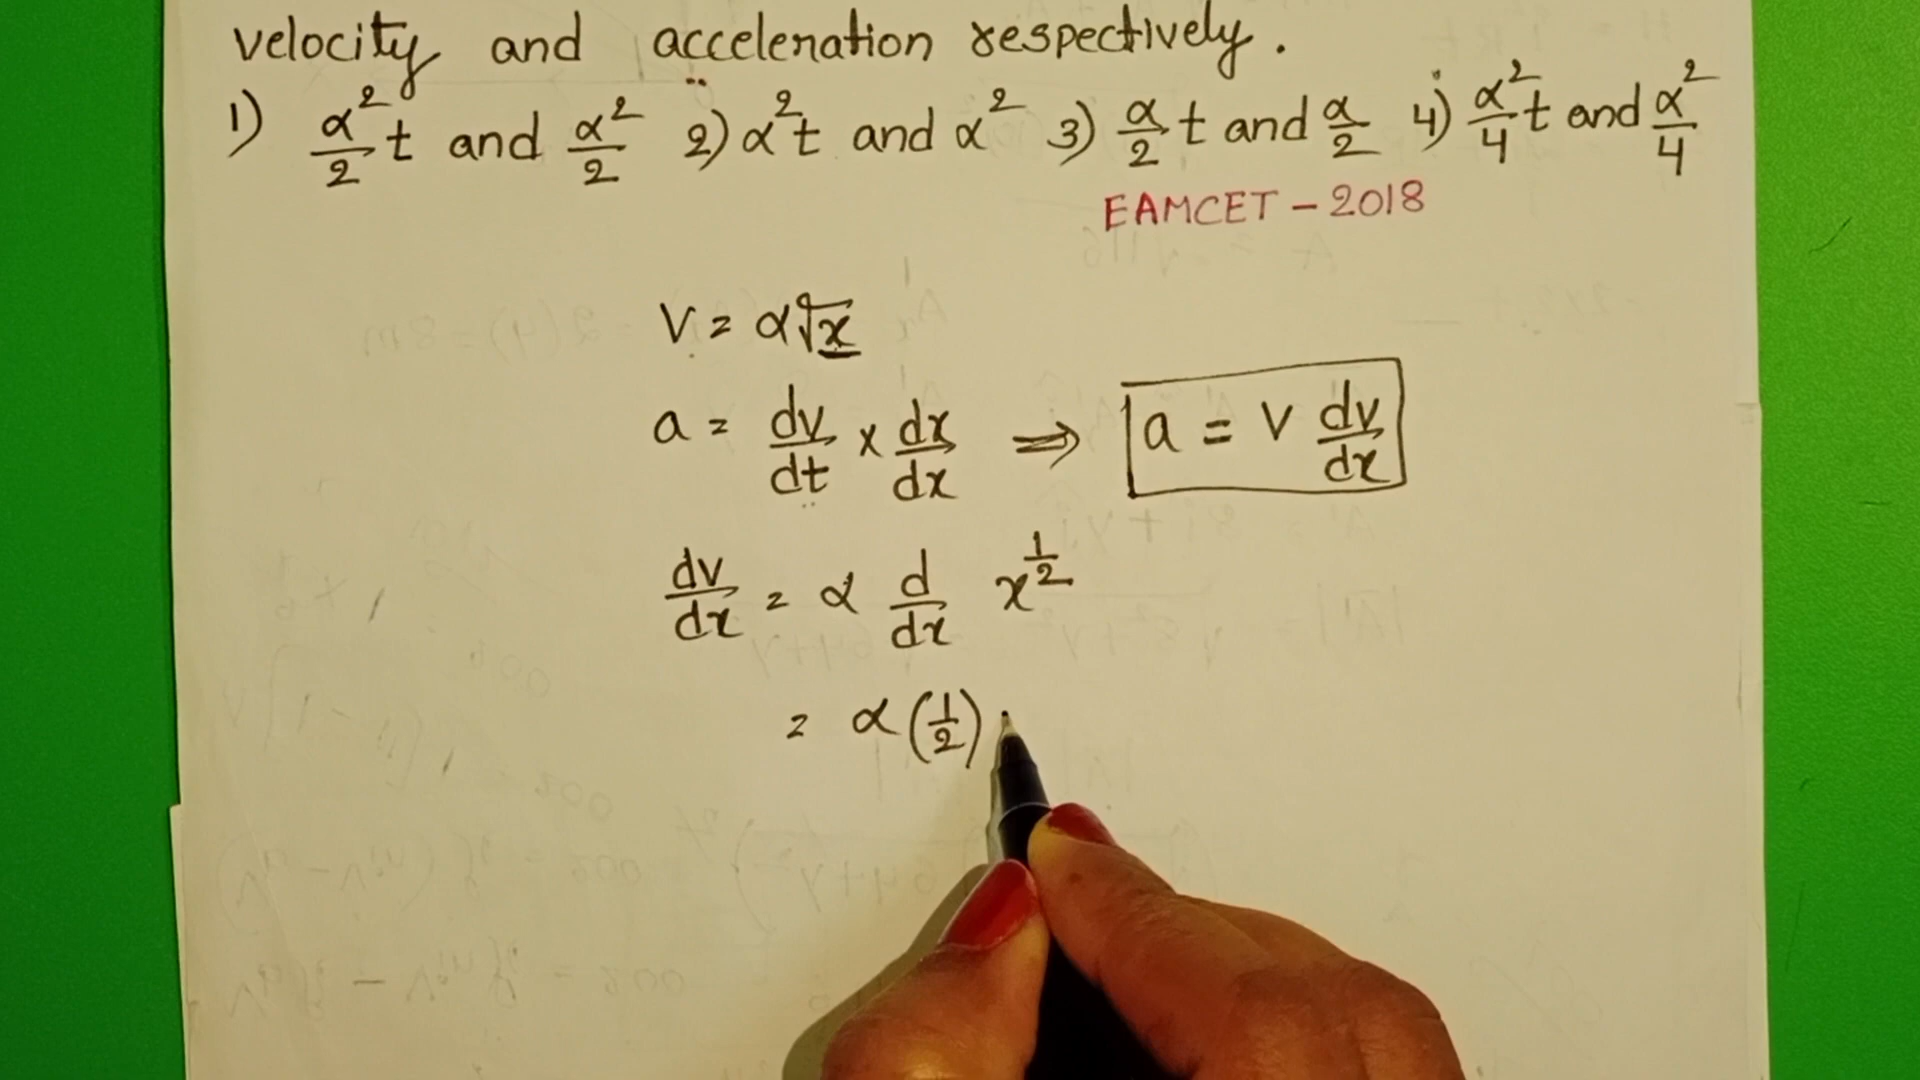 velocity and acceleration respectively.
1) α²/2 t and α²/2 2) α²t and α² 3) α/2 t and α/2 4) α²/4 t and α²/4
EAMCET - 2018
V = α√x
a = dv/dt × dx/dx ⇒ a = v dv/dx
dv/dx = α d/dx x^1/2
= α (1/2)